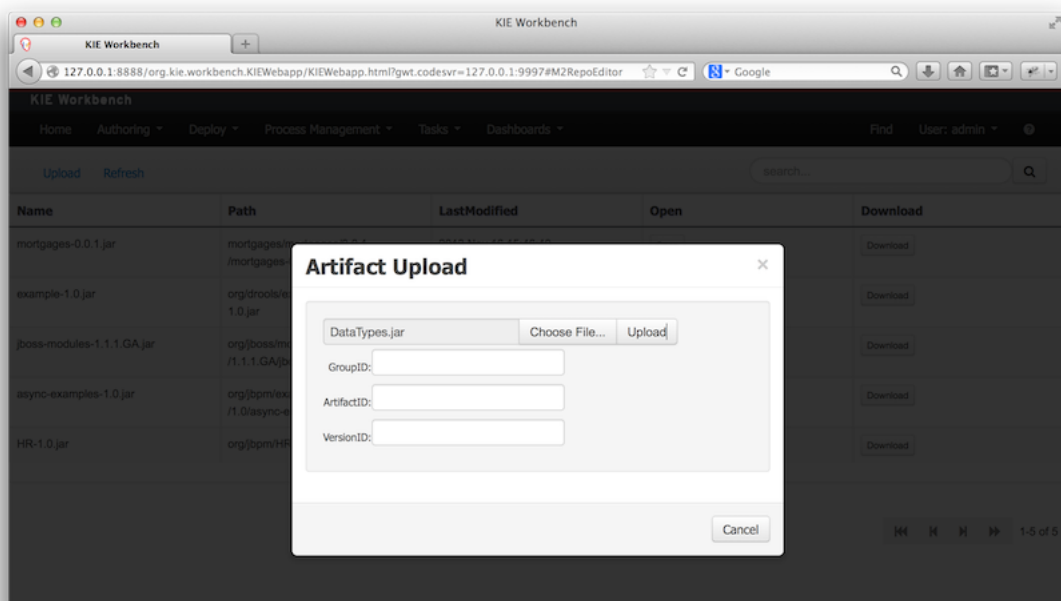 KIE Workbench
KIE Workbench
127.0.0.1:8888/org.kie.workbench.KIEWebapp/KIEWebapp.html?gwt.codesvr=127.0.0.1:9997#M2RepoEditor
Google
KIE Workbench
Home Authoring Deploy Process Management Tasks Dashboards Find User: admin
Upload Refresh search...
Name Path LastModified Open Download
mortgages-0.0.1.jar mortgages/ Download
/mortgages-
example-1.0.jar org/drools/e Download
1.0.jar
jboss-modules-1.1.1.GA.jar org/jboss/m Download
/1.1.1.GA/jb
async-examples-1.0.jar org/jbpm/ex Download
/1.0/async-e
HR-1.0.jar org/jbpm/HR Download
Artifact Upload
DataTypes.jar Choose File... Upload
GroupID:
ArtifactID:
VersionID:
Cancel
1-5 of 5